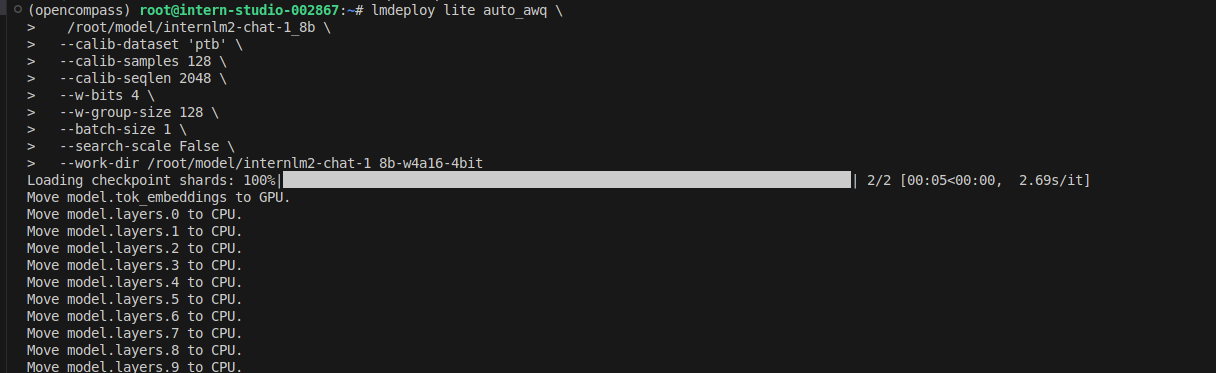 (opencompass) root@intern-studio-002867:~# lmdeploy lite auto_awq \
>    /root/model/internlm2-chat-1_8b \
>   --calib-dataset 'ptb' \
>   --calib-samples 128 \
>   --calib-seqlen 2048 \
>   --w-bits 4 \
>   --w-group-size 128 \
>   --batch-size 1 \
>   --search-scale False \
>   --work-dir /root/model/internlm2-chat-1_8b-w4a16-4bit
Loading checkpoint shards: 100%|██████████| 2/2 [00:05<00:00,  2.69s/it]
Move model.tok_embeddings to GPU.
Move model.layers.0 to CPU.
Move model.layers.1 to CPU.
Move model.layers.2 to CPU.
Move model.layers.3 to CPU.
Move model.layers.4 to CPU.
Move model.layers.5 to CPU.
Move model.layers.6 to CPU.
Move model.layers.7 to CPU.
Move model.layers.8 to CPU.
Move model.layers.9 to CPU.